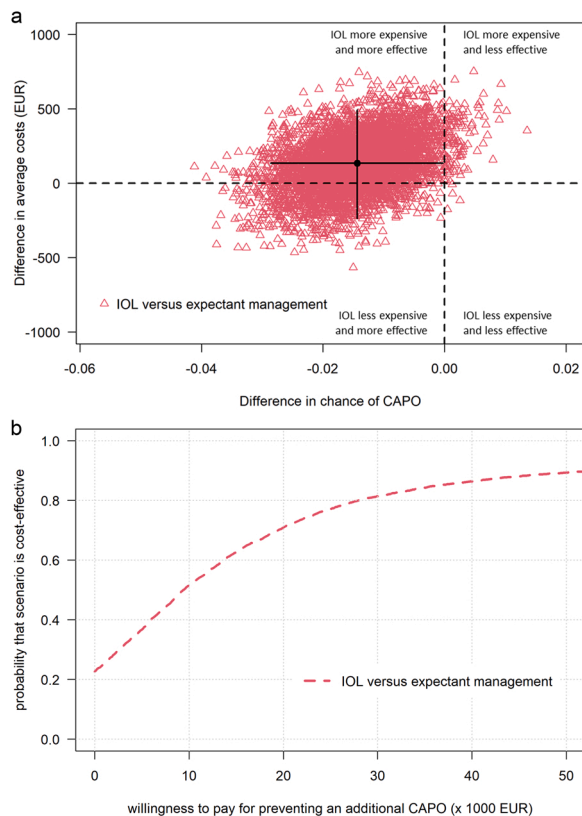 a
IOL more expensive
and more effective
IOL more expensive
and less effective
1000
500
0
-500
-1000
Difference in average costs (EUR)
IOL versus expectant management
IOL less expensive
and more effective
IOL less expensive
and less effective
-0.06
-0.04
-0.02
0.00
0.02
Difference in chance of CAPO
b
1.0
0.8
0.6
0.4
0.2
0.0
probability that scenario is cost-effective
IOL versus expectant management
0
10
20
30
40
50
willingness to pay for preventing an additional CAPO (x 1000 EUR)